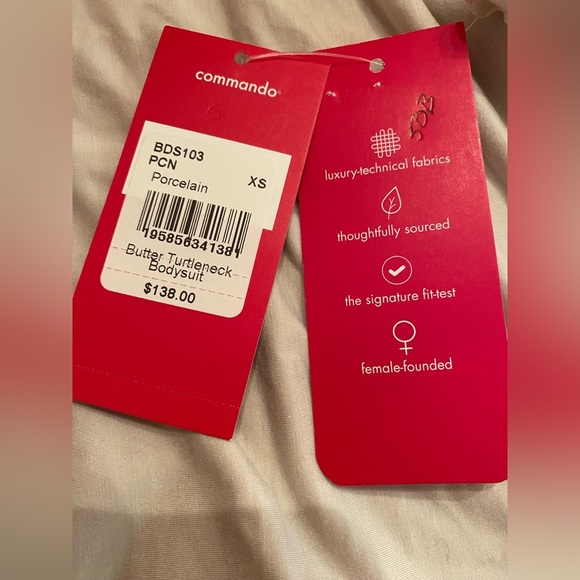 commando
BDS103
PCN
Porcelain XS
19585634138
Butter Turtleneck
Bodysuit
$138.00
luxury-technical fabrics
thoughtfully sourced
the signature fit-test
female-founded